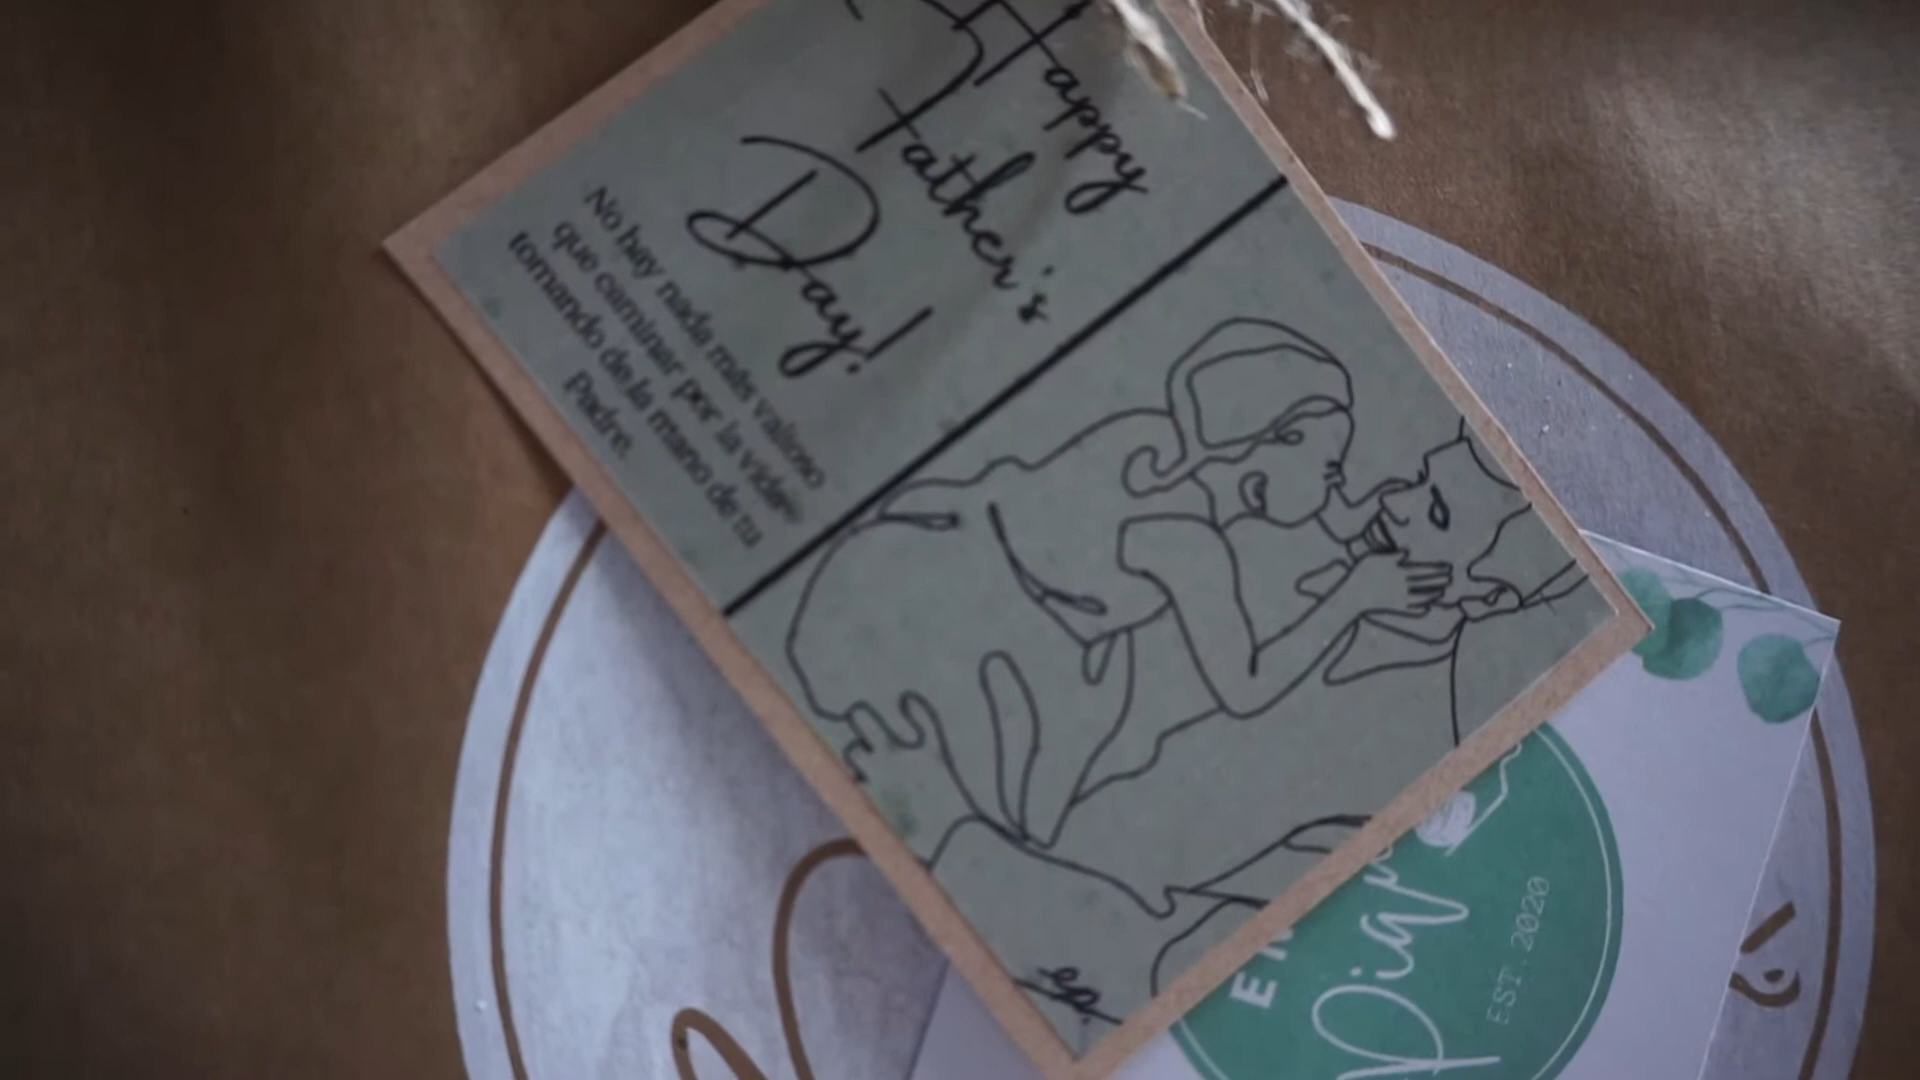 Happy
Father's
Day!
No hay nada más valioso
que caminar por la vida
tomando de la mano de tu
Padre.
ep.
EST. 2020